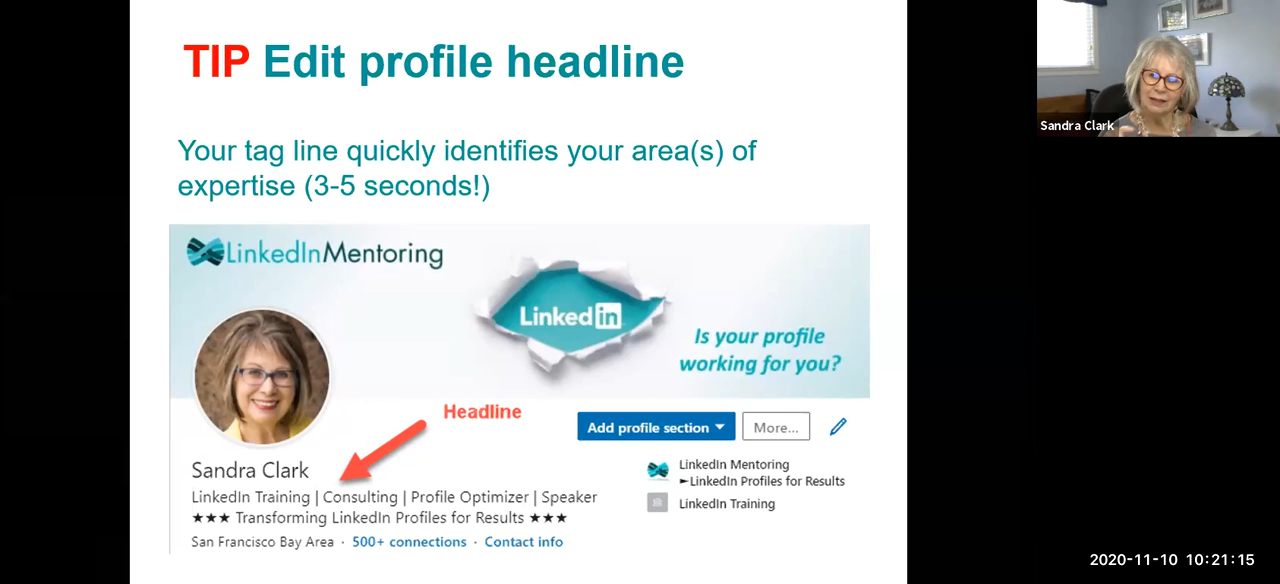 TIP Edit profile headline
Your tag line quickly identifies your area(s) of
expertise (3-5 seconds!)
LinkedInMentoring
Linked in
Is your profile
working for you?
Headline
Add profile section
More...
Sandra Clark
LinkedIn Training | Consulting | Profile Optimizer | Speaker
★★★ Transforming LinkedIn Profiles for Results ★★★
San Francisco Bay Area · 500+ connections · Contact info
LinkedIn Mentoring
►LinkedIn Profiles for Results
LinkedIn Training
Sandra Clark
2020-11-10 10:21:15